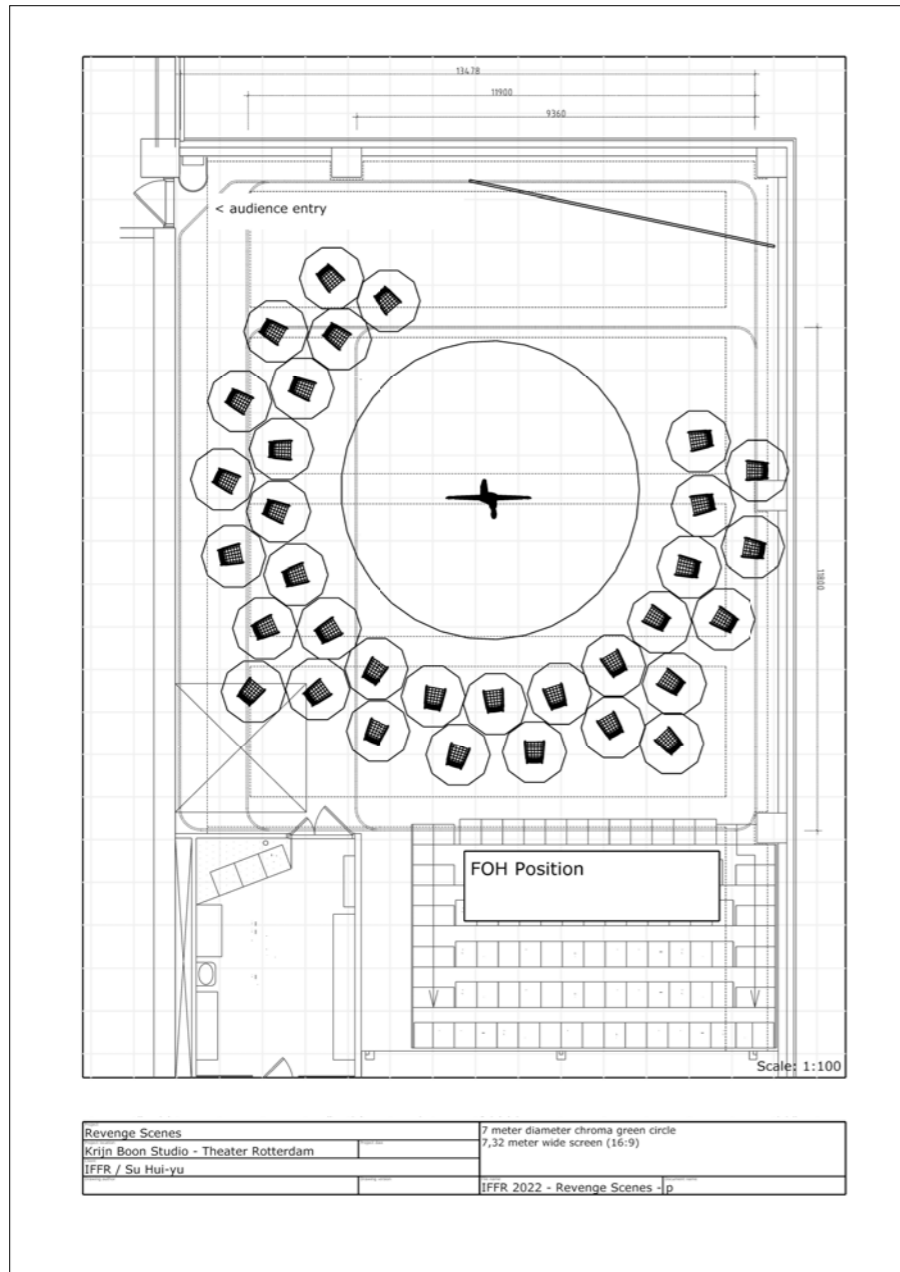 13478
11900
9360
< audience entry
11800
FOH Position
Scale: 1:100
Revenge Scenes
7 meter diameter chroma green circle
7,32 meter wide screen (16:9)
Krijn Boon Studio - Theater Rotterdam
IFFR / Su Hui-yu
IFFR 2022 - Revenge Scenes - p